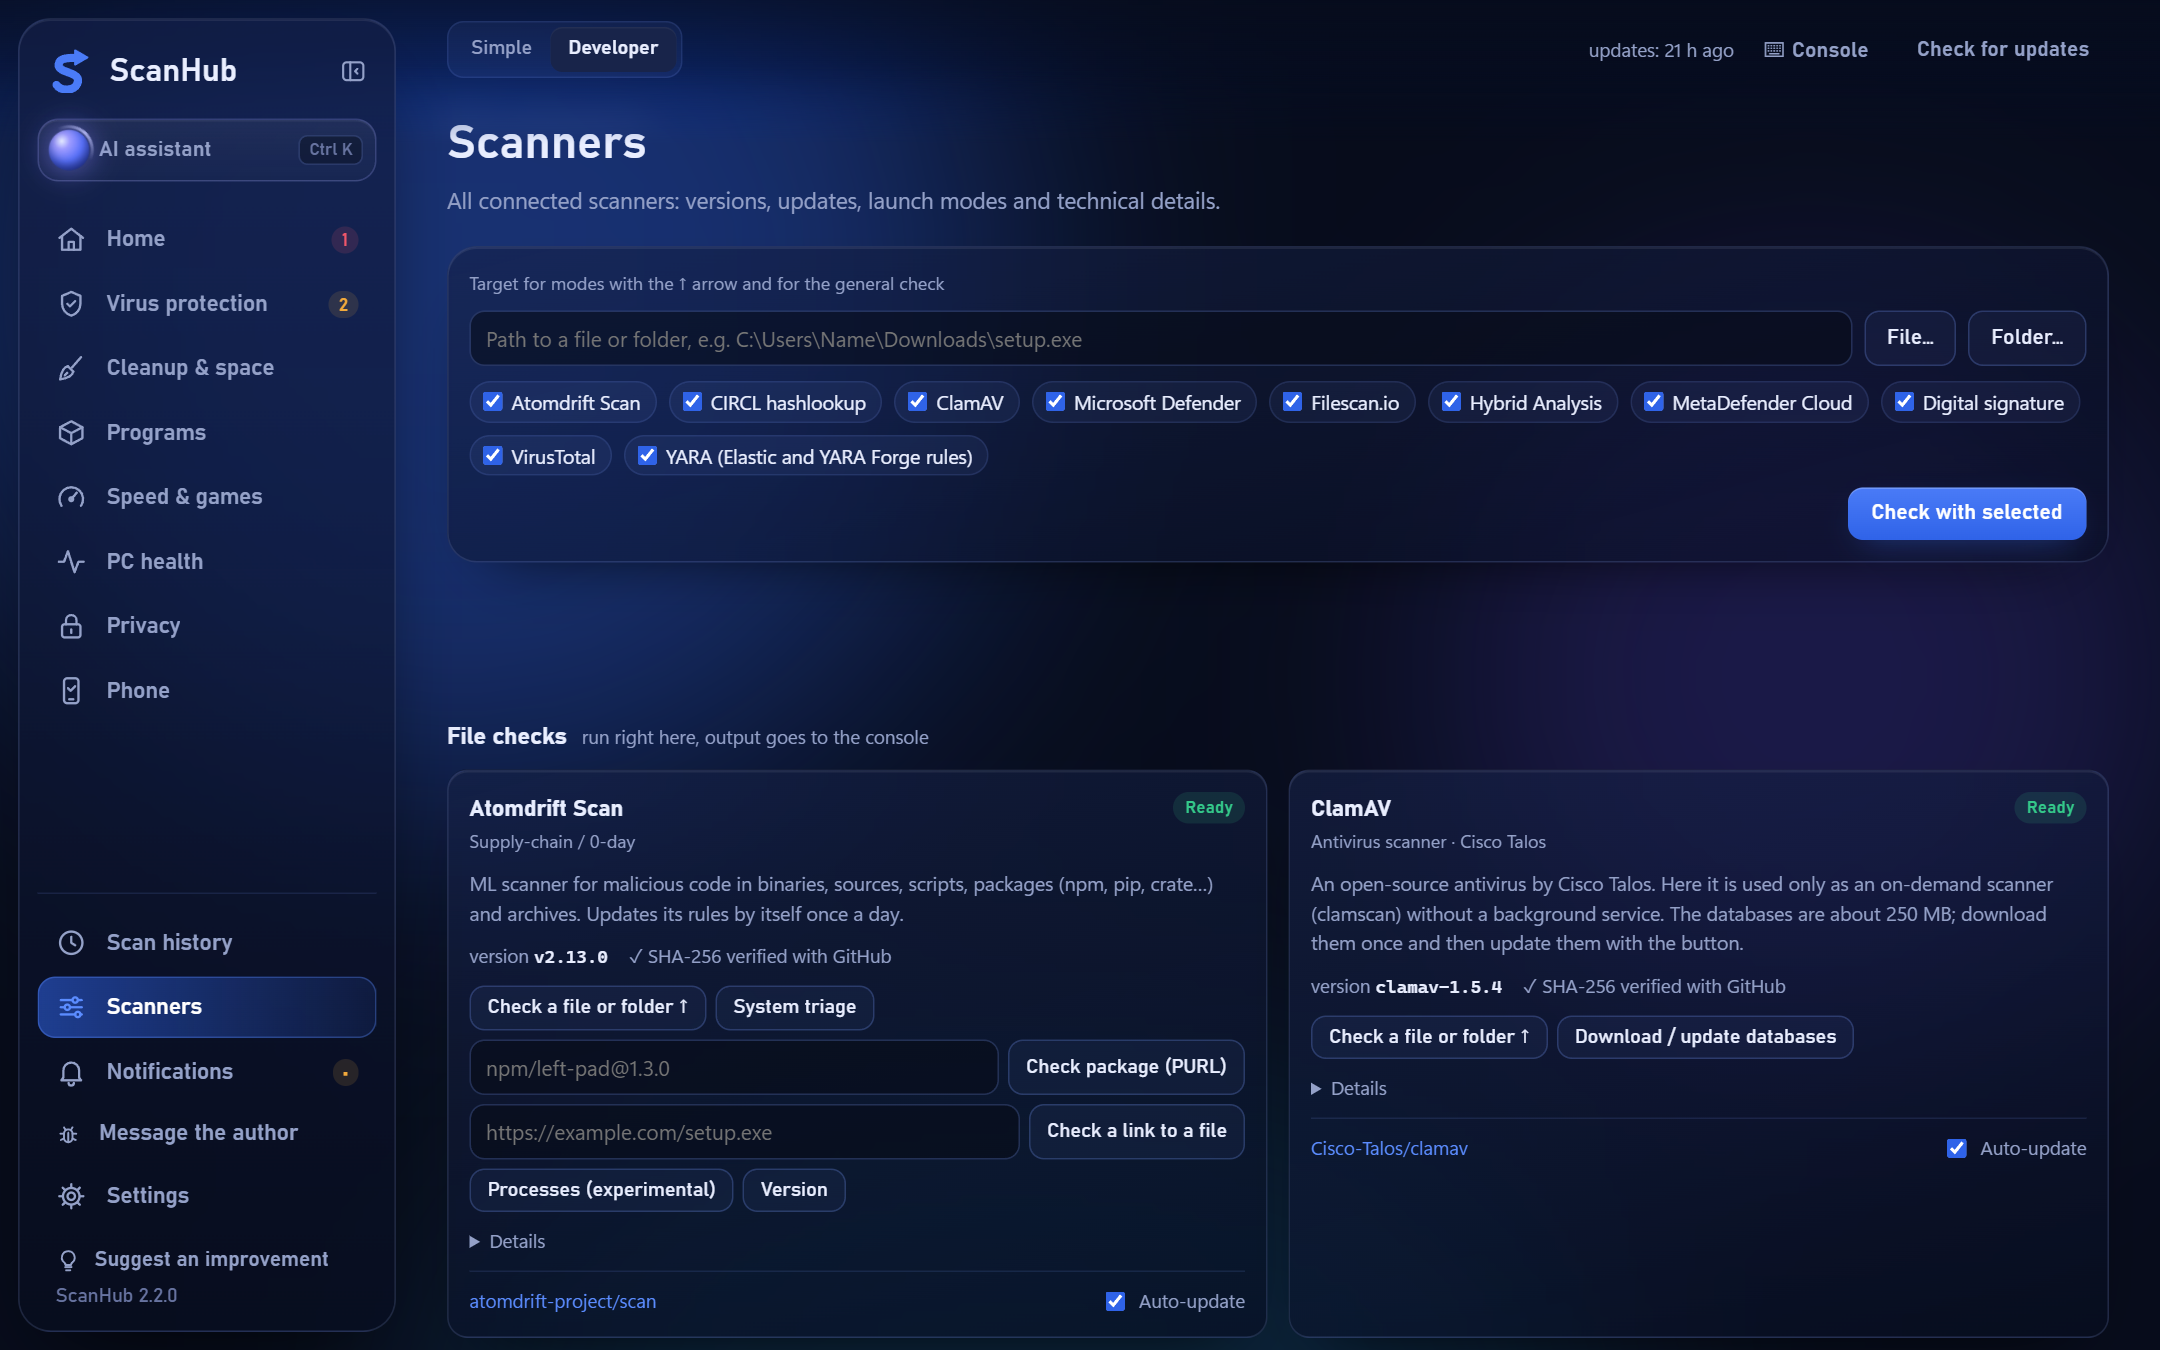 ScanHub
AI assistant
Ctrl K
Home
1
Virus protection
2
Cleanup & space
Programs
Speed & games
PC health
Privacy
Phone
Scan history
Scanners
Notifications
Message the author
Settings
Suggest an improvement
ScanHub 2.2.0
Simple
Developer
updates: 21 h ago
Console
Check for updates
Scanners
All connected scanners: versions, updates, launch modes and technical details.
Target for modes with the ↑ arrow and for the general check
Path to a file or folder, e.g. C:\Users\Name\Downloads\setup.exe
File...
Folder...
Atomdrift Scan
CIRCL hashlookup
ClamAV
Microsoft Defender
Filescan.io
Hybrid Analysis
MetaDefender Cloud
Digital signature
VirusTotal
YARA (Elastic and YARA Forge rules)
Check with selected
File checks
run right here, output goes to the console
Atomdrift Scan
Ready
Supply-chain / 0-day
ML scanner for malicious code in binaries, sources, scripts, packages (npm, pip, crate...)
and archives. Updates its rules by itself once a day.
version v2.13.0 ✓ SHA-256 verified with GitHub
Check a file or folder ↑
System triage
npm/left-pad@1.3.0
Check package (PURL)
https://example.com/setup.exe
Check a link to a file
Processes (experimental)
Version
Details
atomdrift-project/scan
Auto-update
ClamAV
Ready
Antivirus scanner · Cisco Talos
An open-source antivirus by Cisco Talos. Here it is used only as an on-demand scanner
(clamscan) without a background service. The databases are about 250 MB; download
them once and then update them with the button.
version clamav-1.5.4 ✓ SHA-256 verified with GitHub
Check a file or folder ↑
Download / update databases
Details
Cisco-Talos/clamav
Auto-update